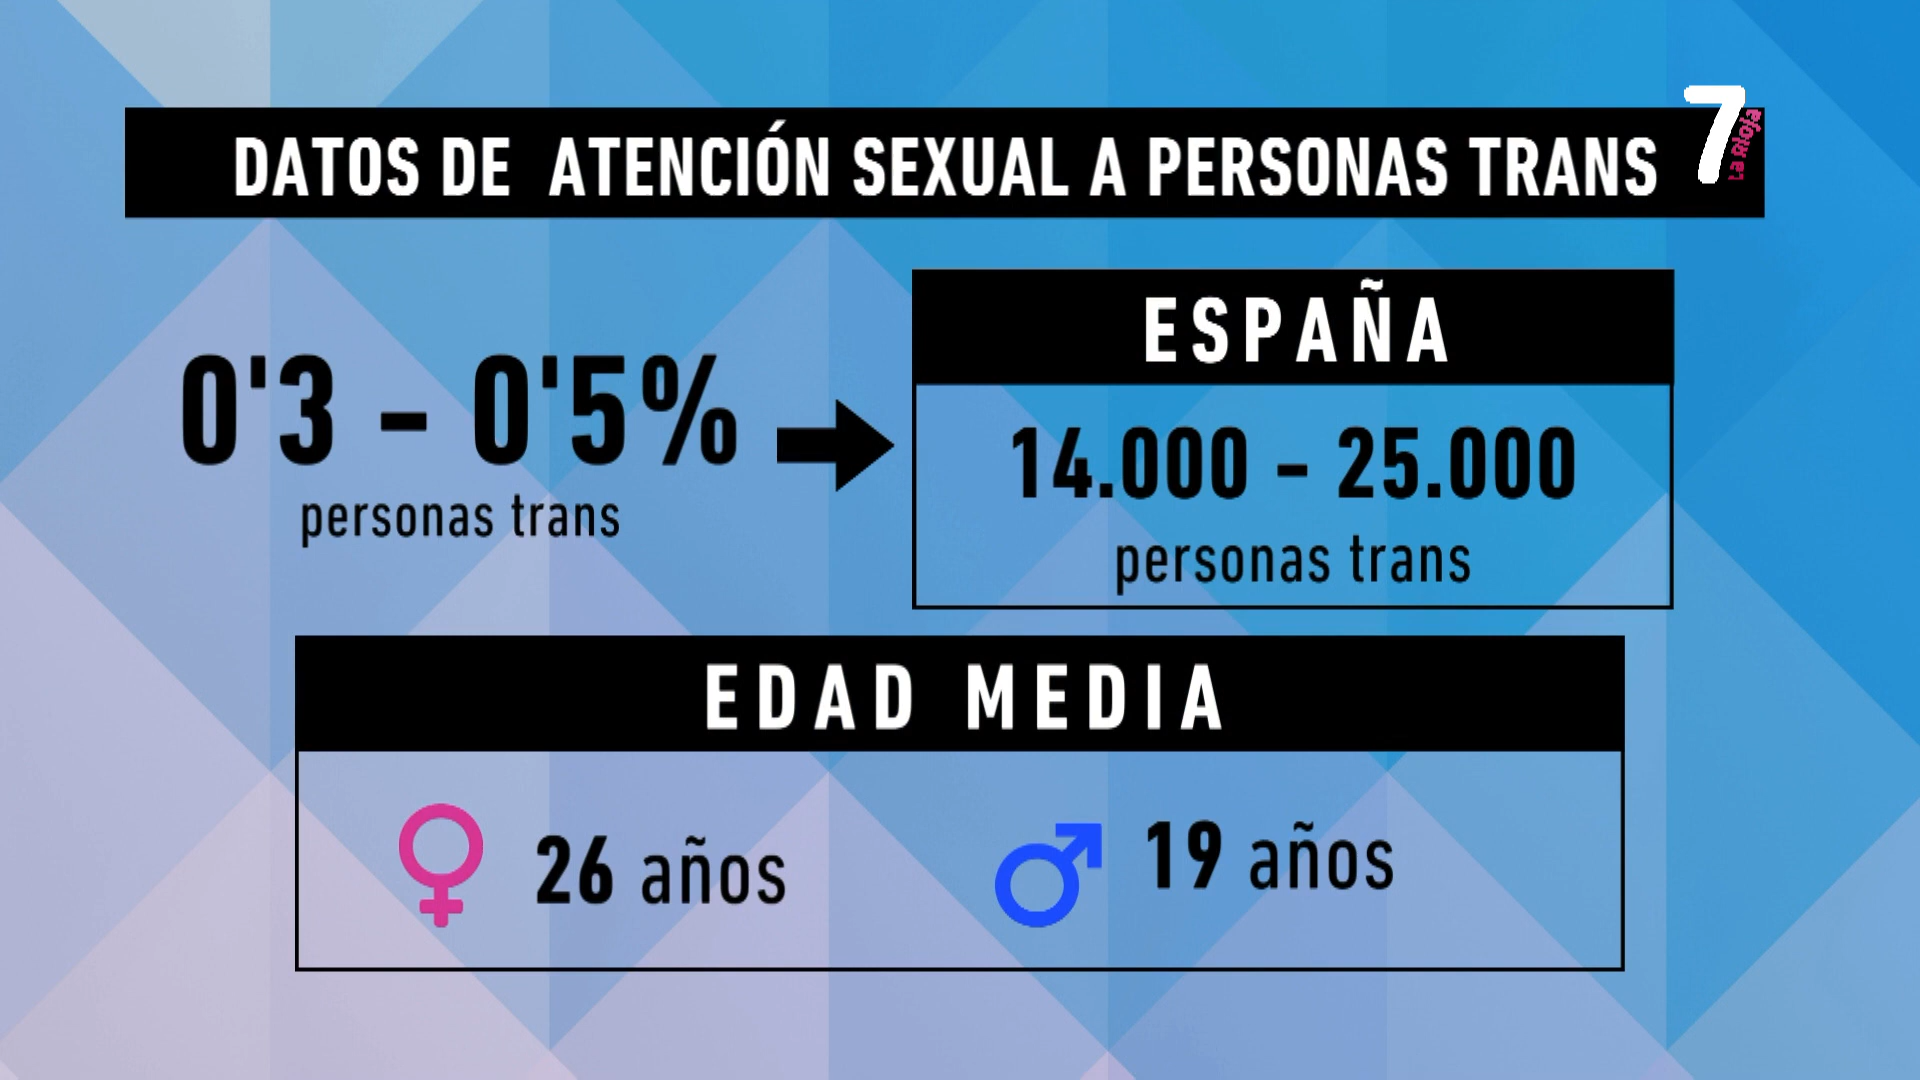 DATOS DE ATENCIÓN SEXUAL A PERSONAS TRANS
7
La Rioja
0'3 - 0'5%
personas trans
ESPAÑA
14.000 - 25.000
personas trans
EDAD MEDIA
26 años
19 años